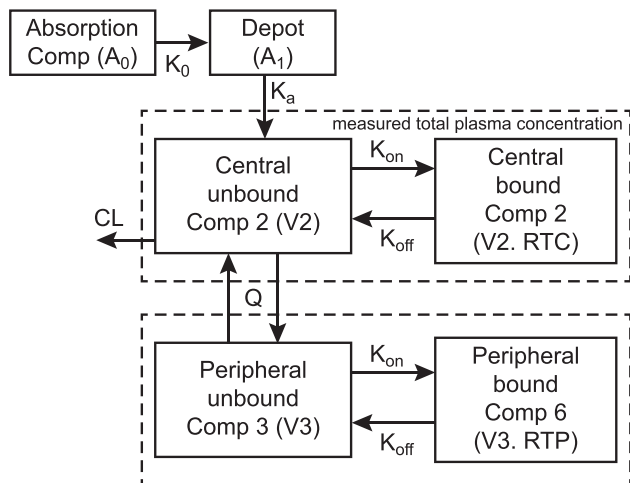 Absorption
Comp (A0)
K0
Depot
(A1)
Ka
measured total plasma concentration
Central
unbound
Comp 2 (V2)
Kon
Koff
Central
bound
Comp 2
(V2. RTC)
CL
Q
Peripheral
unbound
Comp 3 (V3)
Kon
Koff
Peripheral
bound
Comp 6
(V3. RTP)